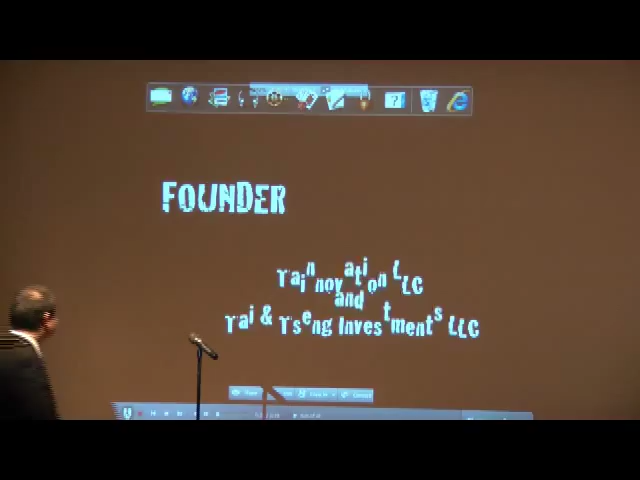 FOUNDER
Tainnovation LLC
and
Tai & Tseng Investments LLC